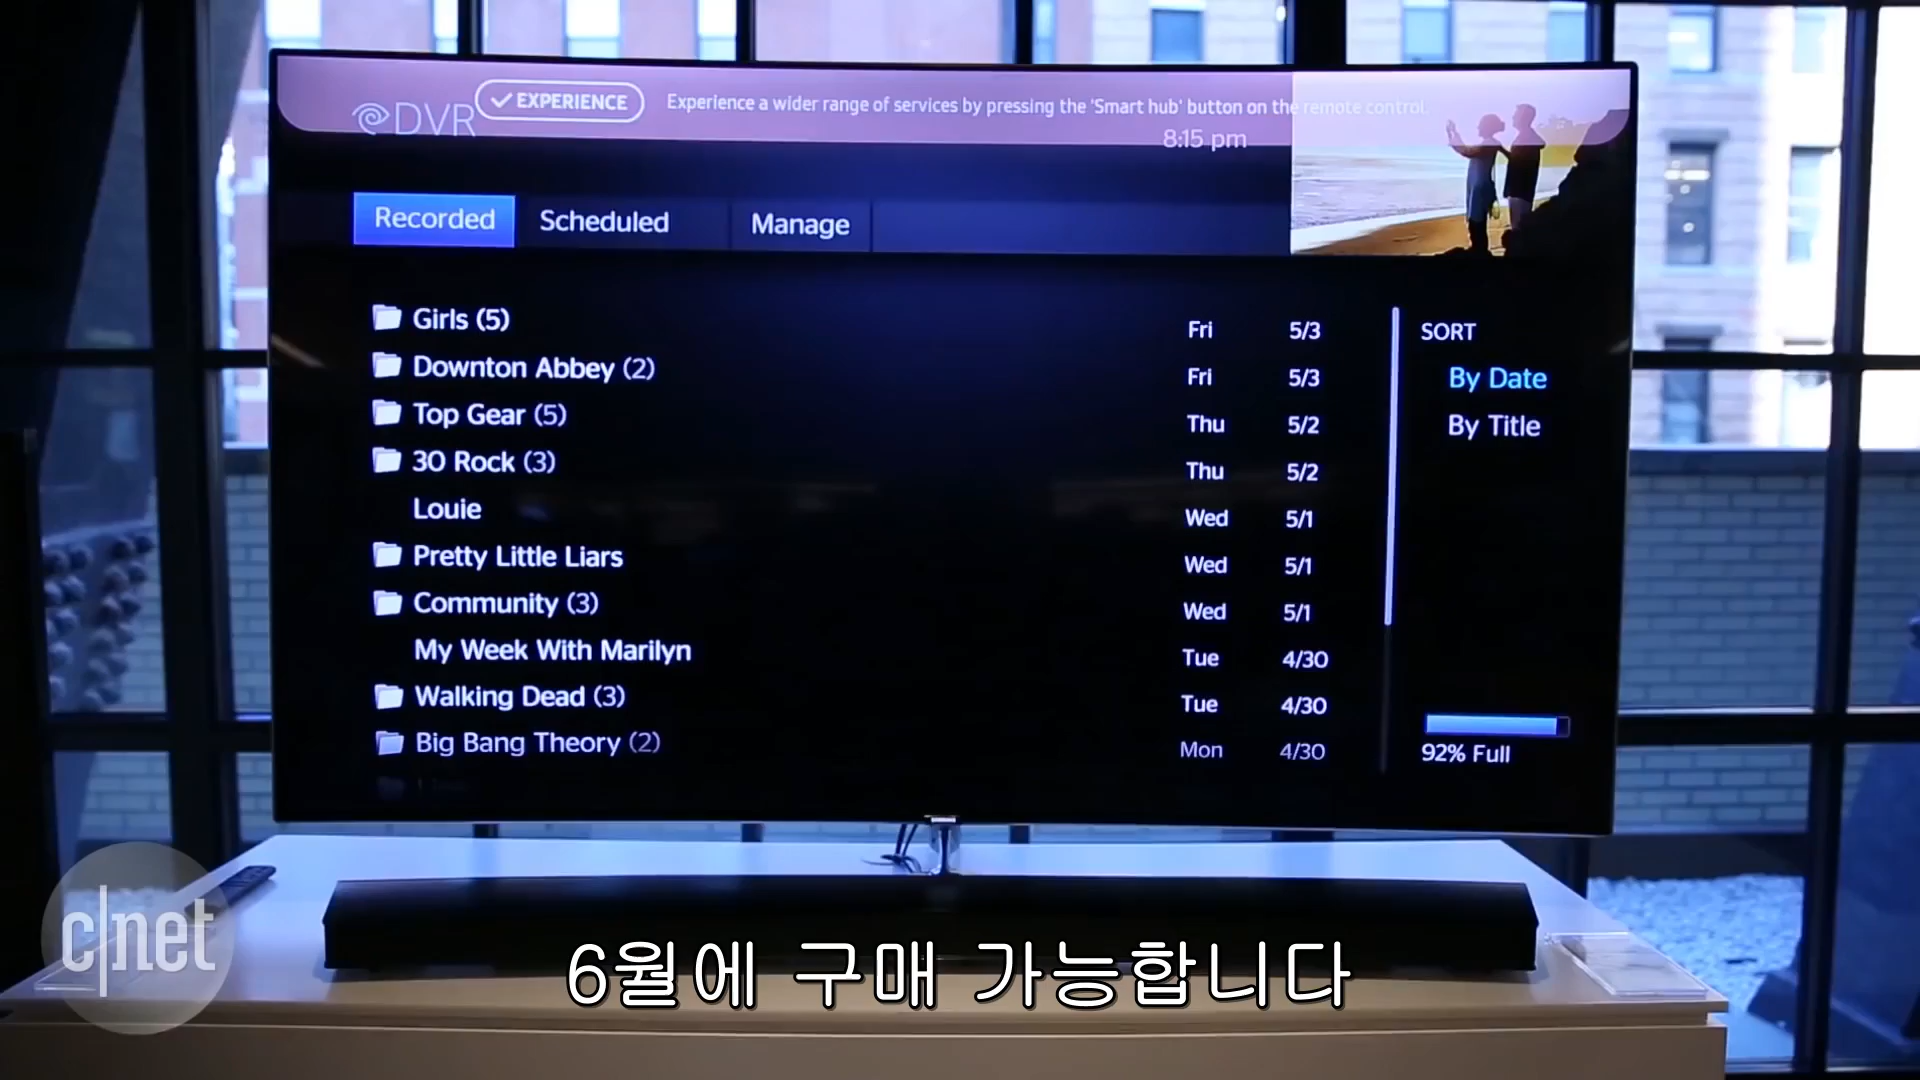 DVR
✓ EXPERIENCE Experience a wider range of services by pressing the 'Smart hub' button on the remote control.
8:15 pm
Recorded Scheduled Manage
Girls (5) Fri 5/3
Downton Abbey (2) Fri 5/3
Top Gear (5) Thu 5/2
30 Rock (3) Thu 5/2
Louie Wed 5/1
Pretty Little Liars Wed 5/1
Community (3) Wed 5/1
My Week With Marilyn Tue 4/30
Walking Dead (3) Tue 4/30
Big Bang Theory (2) Mon 4/30
SORT
By Date
By Title
92% Full
c|net
6월에 구매 가능합니다